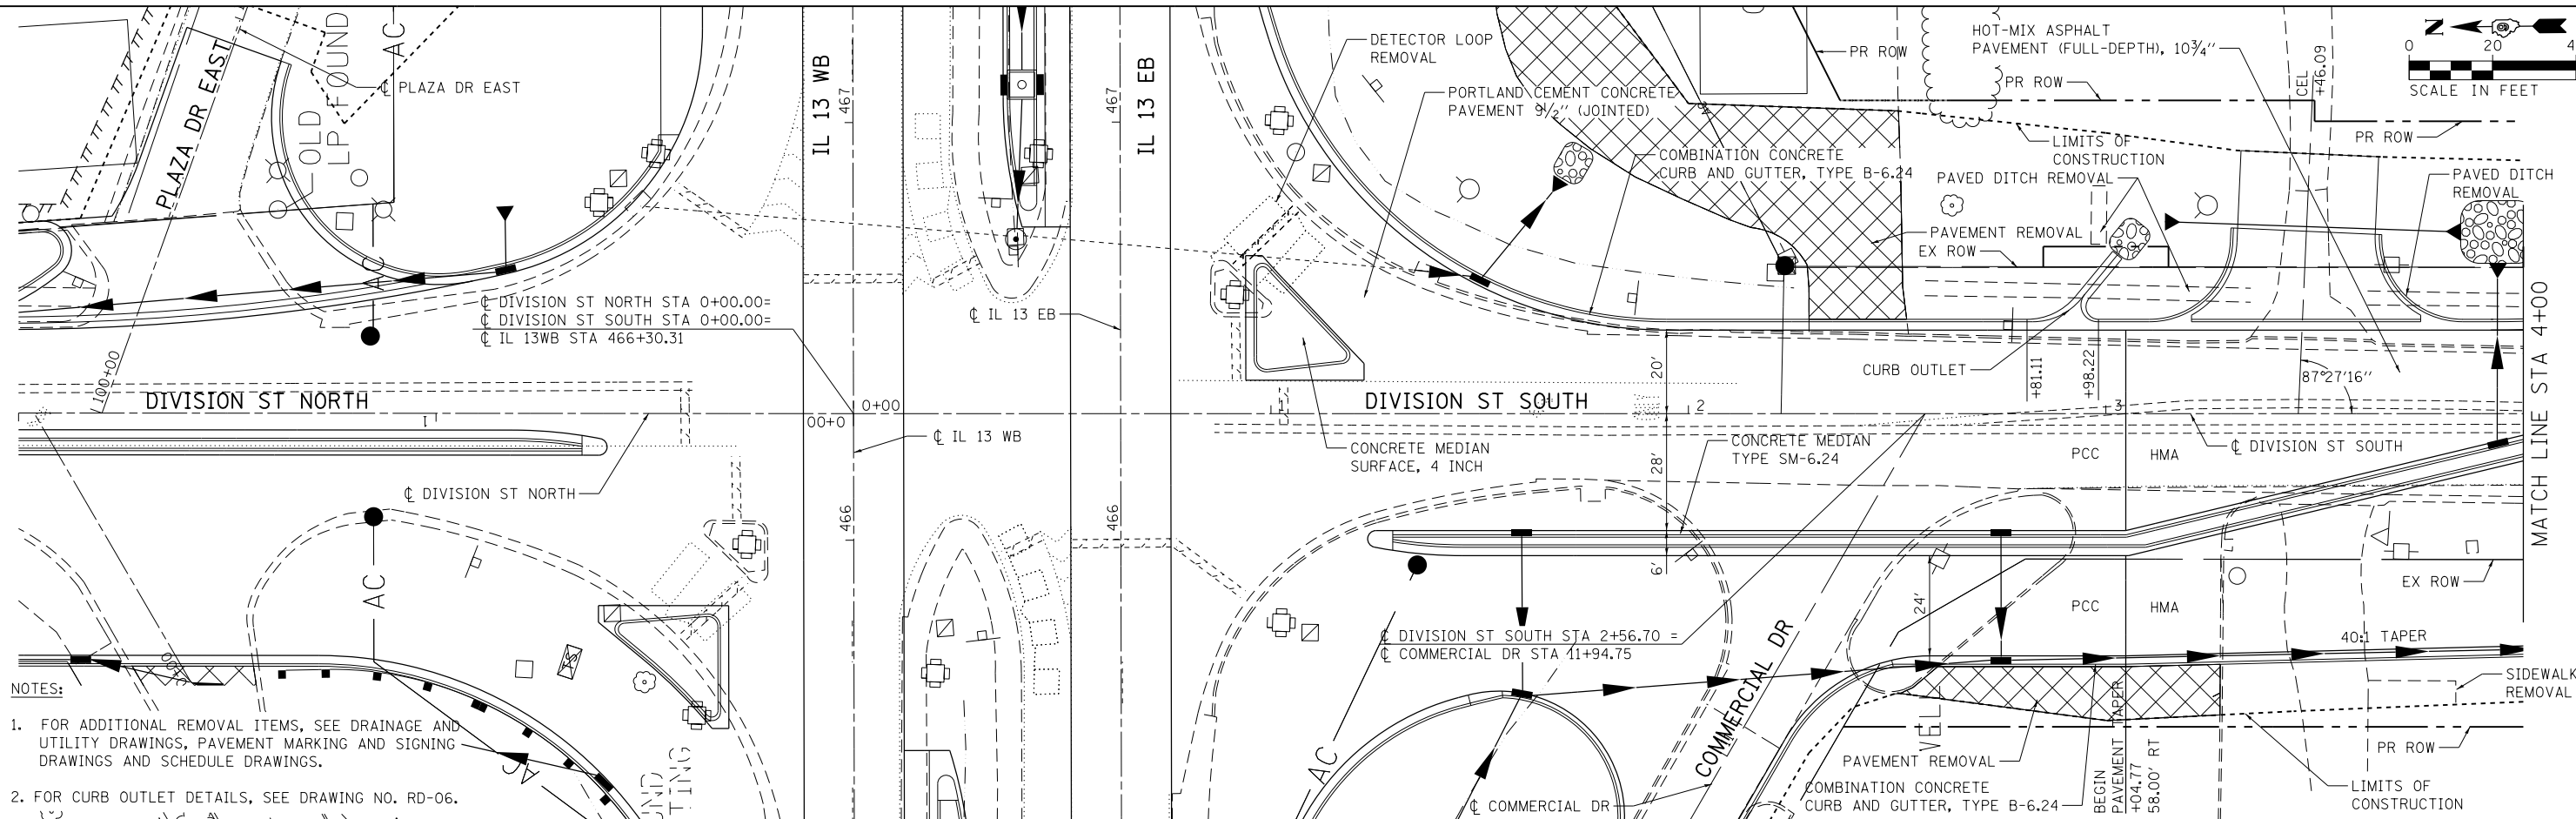 PLAZA DR EAST
℄ PLAZA DR EAST
OLD
LP FOUND
AC
AC
100+00
DIVISION ST NORTH
1
℄ DIVISION ST NORTH STA 0+00.00=
℄ DIVISION ST SOUTH STA 0+00.00=
℄ IL 13WB STA 466+30.31
℄ DIVISION ST NORTH
AC
TS
AC
IL 13 WB
467
0+00
00+0
466
℄ IL 13 WB
467
IL 13 EB
℄ IL 13 EB
466
DETECTOR LOOP
REMOVAL
PORTLAND CEMENT CONCRETE
PAVEMENT 9½" (JOINTED)
COMBINATION CONCRETE
CURB AND GUTTER, TYPE B-6.24
PAVEMENT REMOVAL
EX ROW
PR ROW
HOT-MIX ASPHALT
PAVEMENT (FULL-DEPTH), 10¾"
PR ROW
LIMITS OF
CONSTRUCTION
PAVED DITCH REMOVAL
CEL
+46.09
PR ROW
PAVED DITCH
REMOVAL
N
0 20 4
SCALE IN FEET
CURB OUTLET
+81.11
+98.22
87°27'16"
MATCH LINE STA 4+00
20'
28'
6'
24'
1
DIVISION ST SOUTH
2
3
℄ DIVISION ST SOUTH
CONCRETE MEDIAN
SURFACE, 4 INCH
CONCRETE MEDIAN
TYPE SM-6.24
PCC
HMA
PCC
HMA
EX ROW
℄ DIVISION ST SOUTH STA 2+56.70 =
℄ COMMERCIAL DR STA 11+94.75
COMMERCIAL DR
℄ COMMERCIAL DR
AC
40:1 TAPER
SIDEWALK
REMOVAL
PAVEMENT REMOVAL
COMBINATION CONCRETE
CURB AND GUTTER, TYPE B-6.24
BEGIN
PAVEMENT TAPER
+04.77
58.00' RT
PR ROW
LIMITS OF
CONSTRUCTION
NOTES:
1. FOR ADDITIONAL REMOVAL ITEMS, SEE DRAINAGE AND
UTILITY DRAWINGS, PAVEMENT MARKING AND SIGNING
DRAWINGS AND SCHEDULE DRAWINGS.
2. FOR CURB OUTLET DETAILS, SEE DRAWING NO. RD-06.